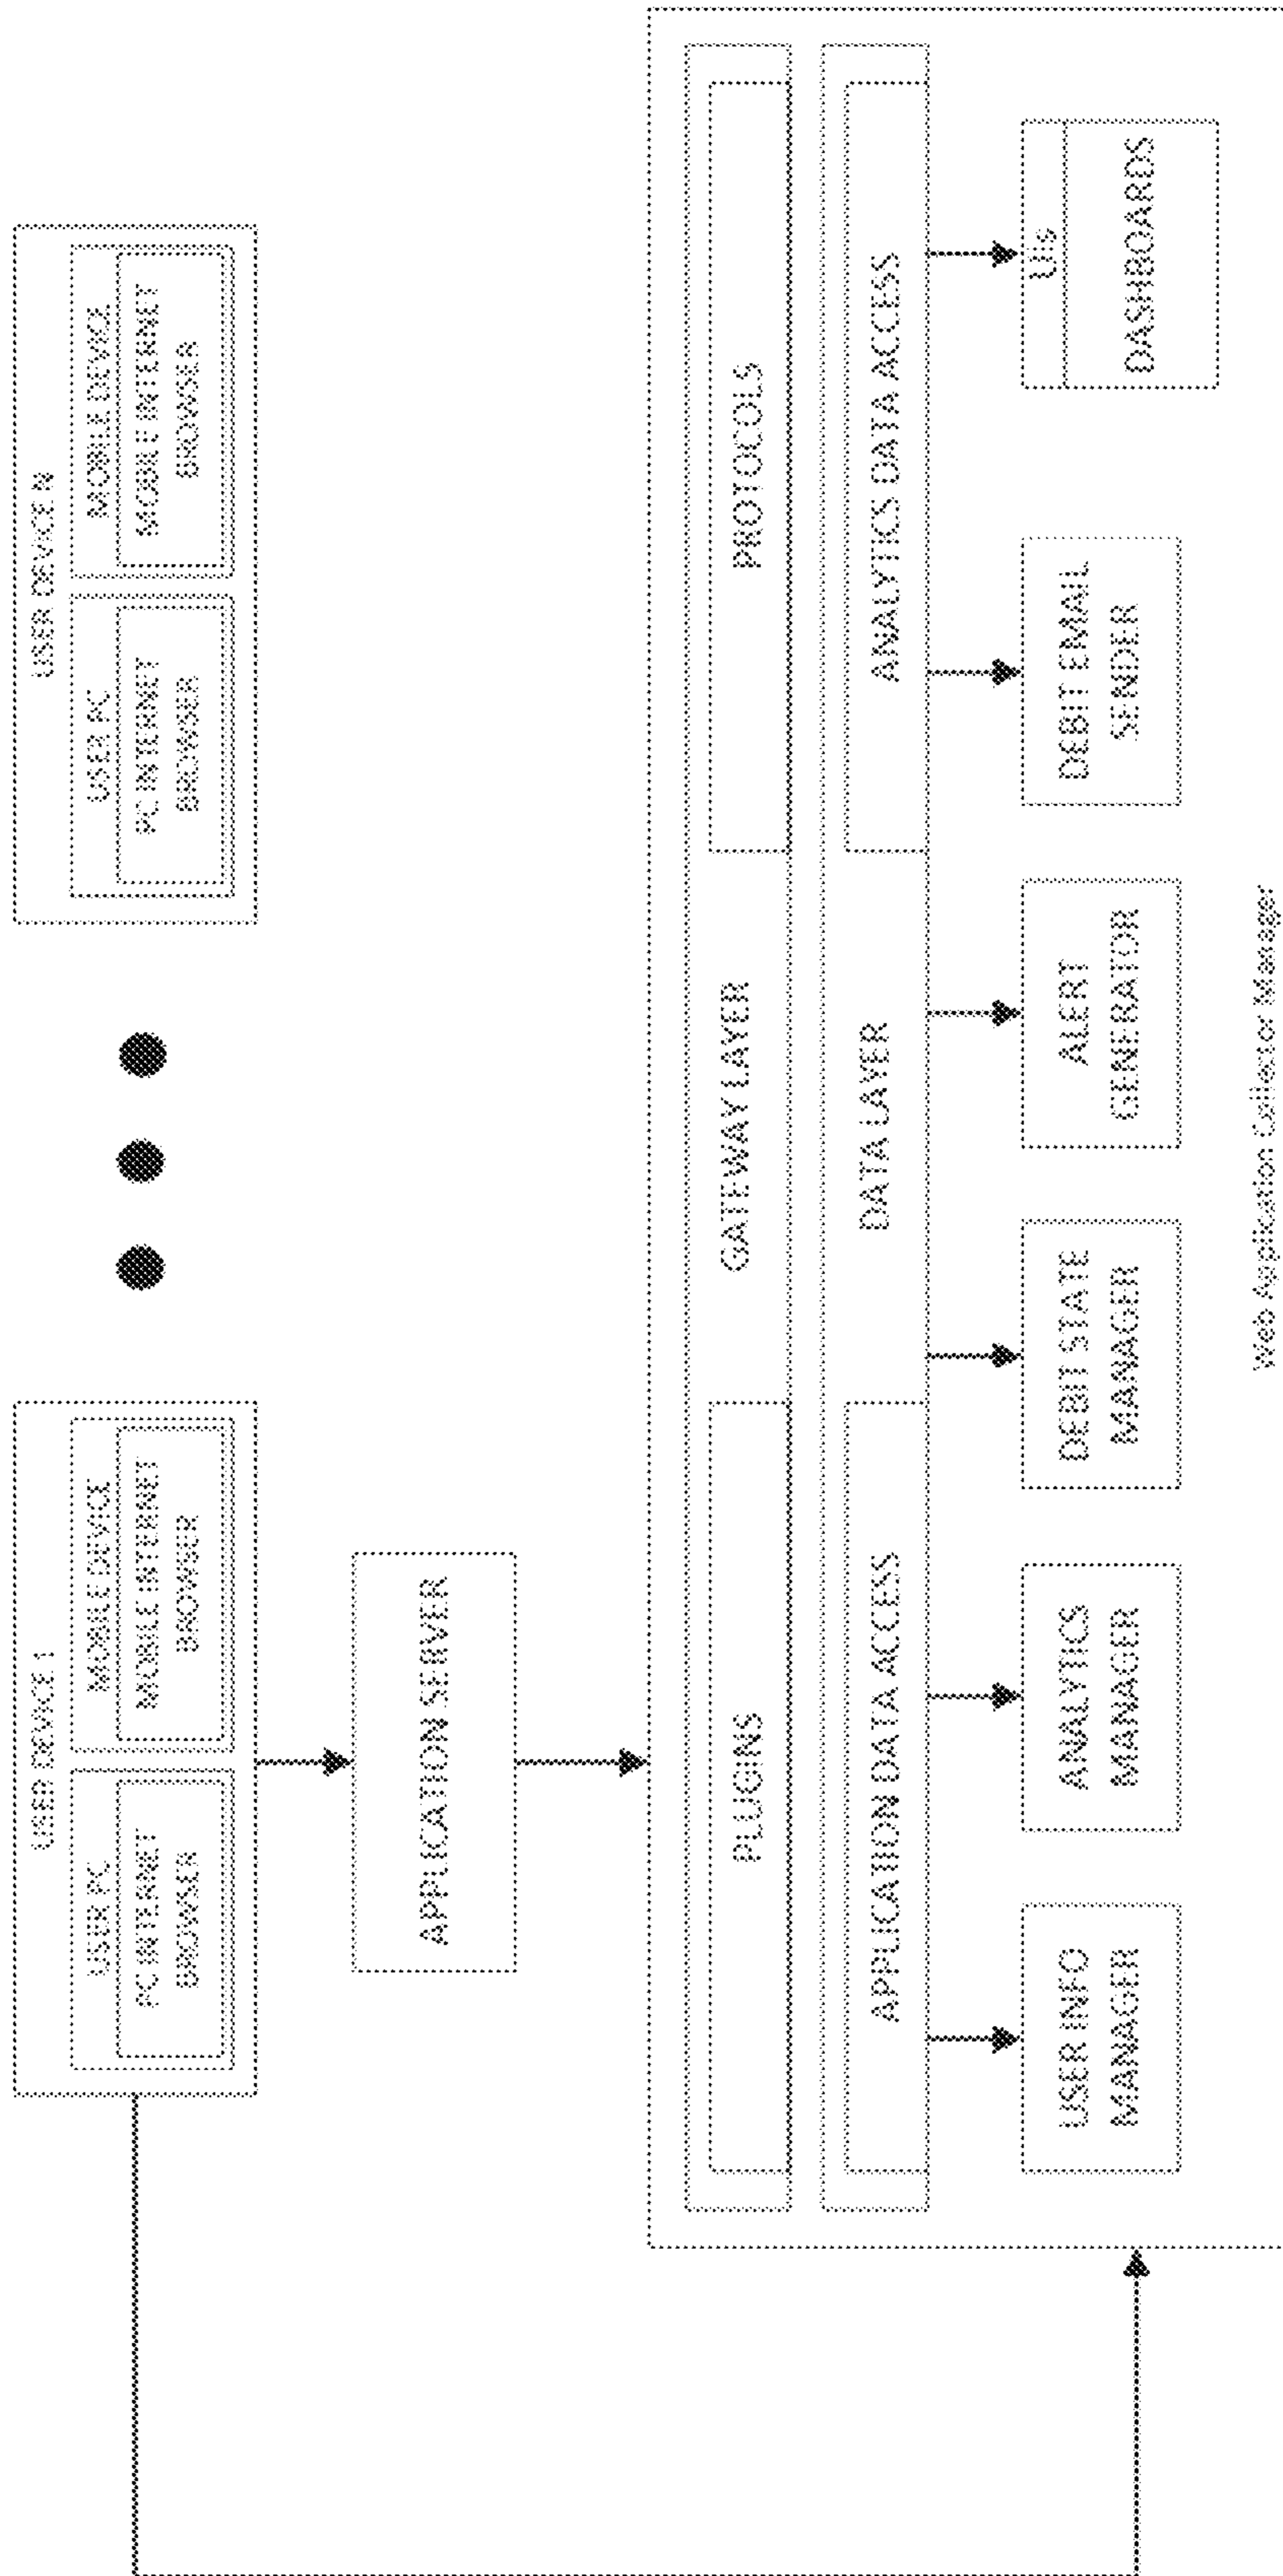 USER DEVICE 1
USER PC
PC INTERNET
BROWSER
MOBILE DEVICE
MOBILE INTERNET
BROWSER
USER DEVICE N
USER PC
PC INTERNET
BROWSER
MOBILE DEVICE
MOBILE INTERNET
BROWSER
APPLICATION SERVER
PLUGINS
GATEWAY LAYER
PROTOCOLS
APPLICATION DATA ACCESS
DATA LAYER
ANALYTICS DATA ACCESS
USER INFO
MANAGER
ANALYTICS
MANAGER
DEBIT STATE
MANAGER
ALERT
GENERATOR
DEBIT EMAIL
SENDER
UIs
DASHBOARDS
Web Application Collector Manager